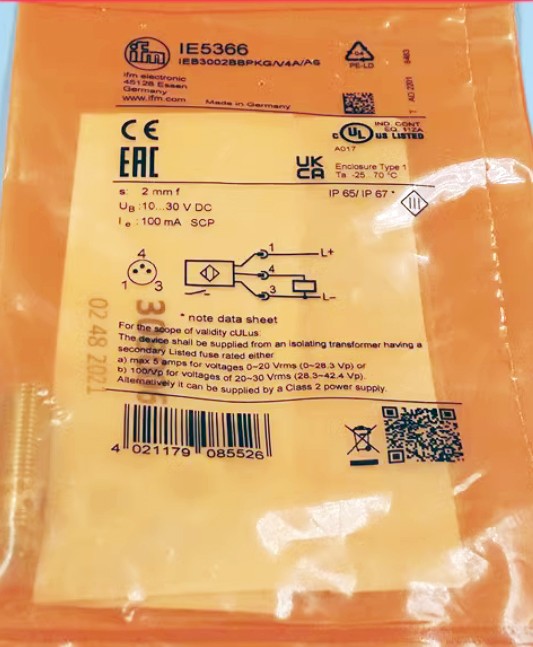 ifm
IE5366
IEB3002BBPKG/V4A/AS
ifm electronic
45128 Essen
Germany
www.ifm.com
Made in Germany
04
PE-LD
CE
EAC
C UL US LISTED
IND. CONT.
EQ. 112A
A017
UK
CA
Enclosure Type 1
Ta -25...70 °C
s: 2 mm f
IP 65/ IP 67 *
III
UB :10...30 V DC
Ie :100 mA SCP
4
1 3
1
L+
4
3
L-
* note data sheet
02 48 2021
For the scope of validity cULus:
The device shall be supplied from an isolating transformer having a
secondary Listed fuse rated either
a) max 5 amps for voltages 0~20 Vrms (0~28.3 Vp) or
b) 100/Vp for voltages of 20~30 Vrms (28.3~42.4 Vp).
Alternatively it can be supplied by a Class 2 power supply.
4 021179 085526